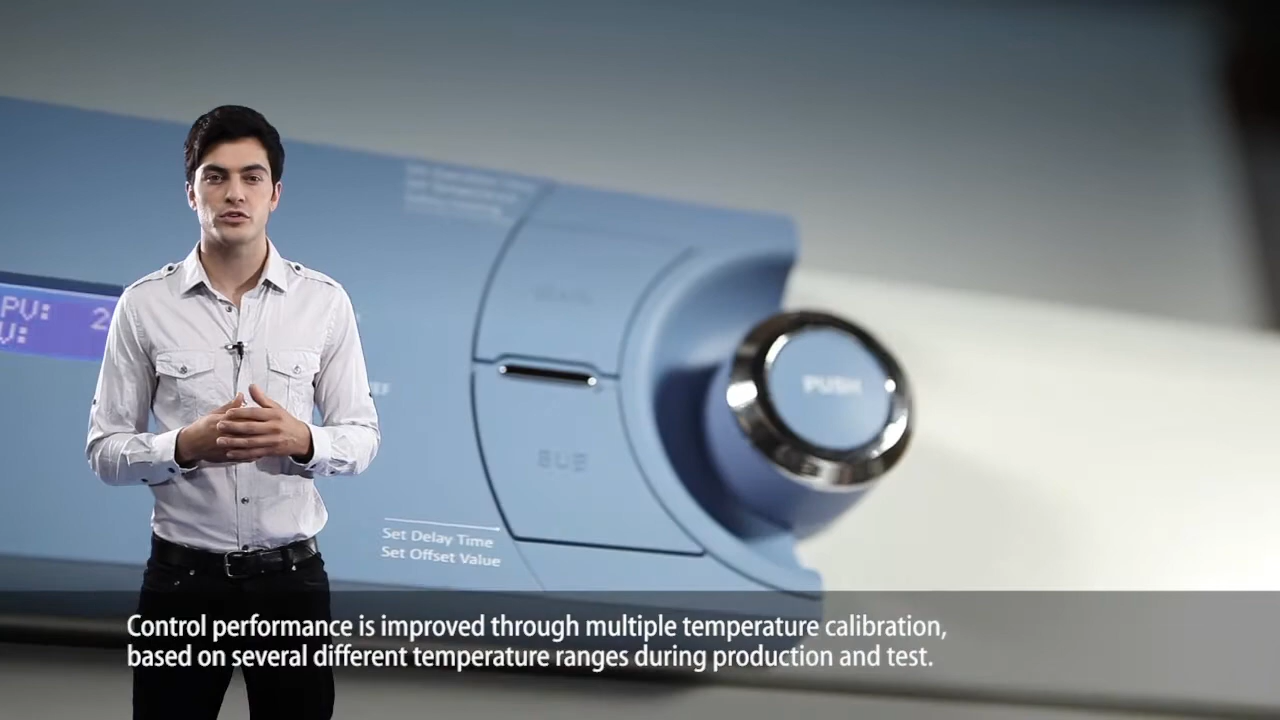 PV: 2
V:
PUSH
Set Delay Time
Set Offset Value
Control performance is improved through multiple temperature calibration,
based on several different temperature ranges during production and test.